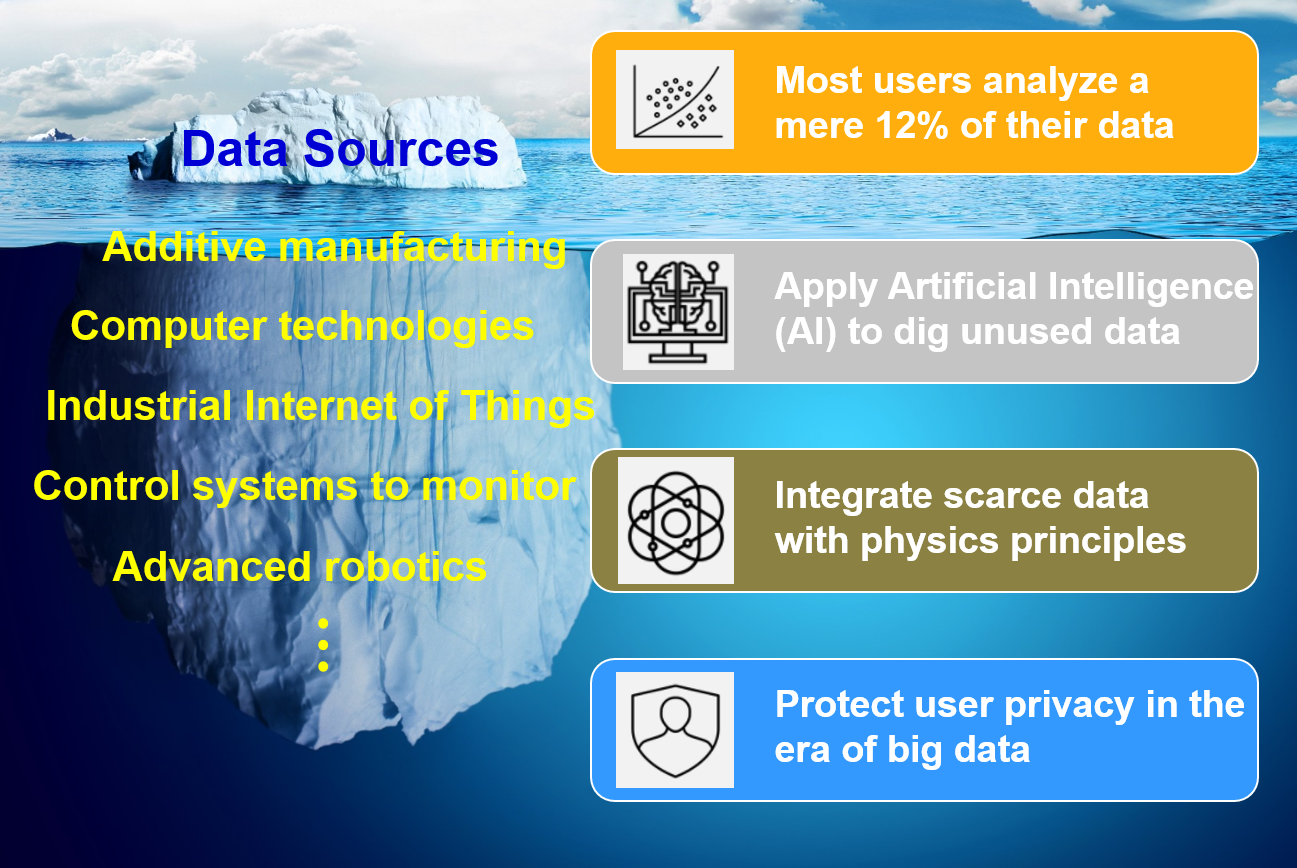 Data Sources
Additive manufacturing
Computer technologies
Industrial Internet of Things
Control systems to monitor
Advanced robotics
⋮
Most users analyze a
mere 12% of their data
Apply Artificial Intelligence
(AI) to dig unused data
Integrate scarce data
with physics principles
Protect user privacy in the
era of big data